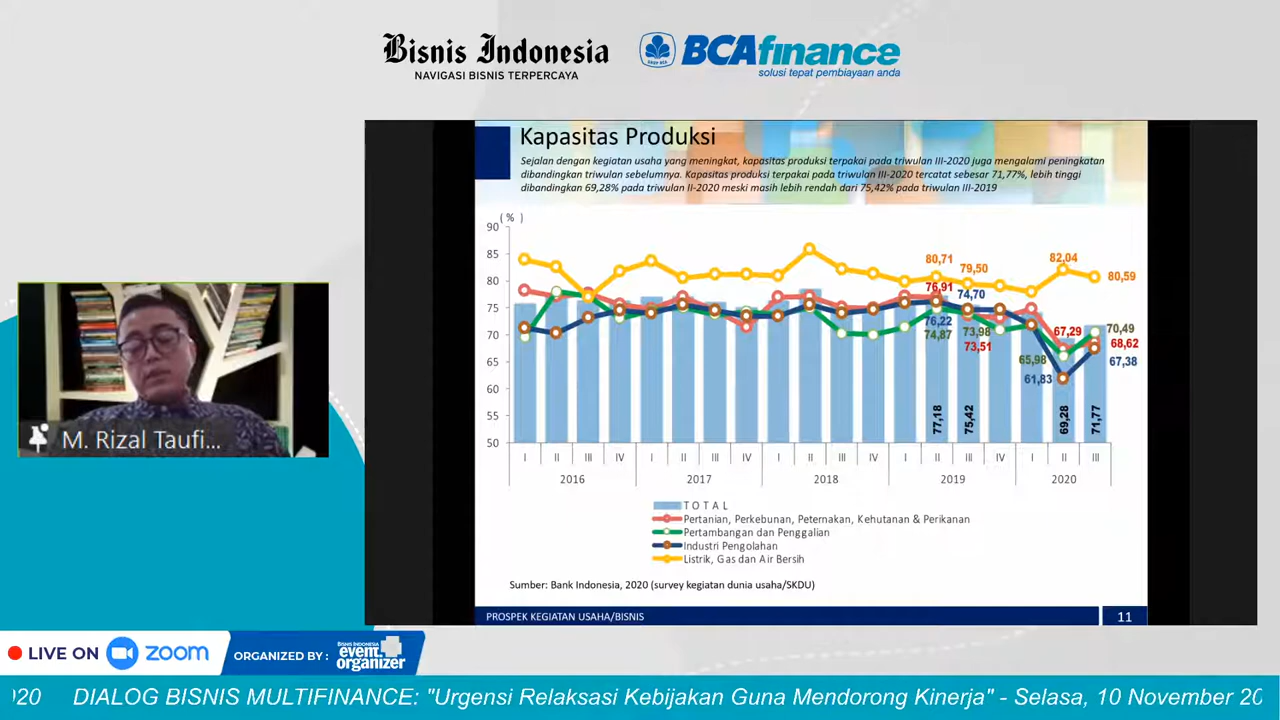 Bisnis Indonesia
NAVIGASI BISNIS TERPERCAYA
BCA finance
solusi tepat pembiayaan anda
Kapasitas Produksi
Sejalan dengan kegiatan usaha yang meningkat, kapasitas produksi terpakai pada triwulan III-2020 juga mengalami peningkatan
dibandingkan triwulan sebelumnya. Kapasitas produksi terpakai pada triwulan III-2020 tercatat sebesar 71,77%, lebih tinggi
dibandingkan 69,28% pada triwulan II-2020 meski masih lebih rendah dari 75,42% pada triwulan III-2019
( % )
90
85
80
75
70
65
60
55
50
80,71
79,50
82,04
80,59
76,91
74,70
76,22
74,87
73,98
73,51
67,29
70,49
68,62
67,38
65,98
61,83
77,18
75,42
69,28
71,77
I II III IV I II III IV I II III IV I II III IV I II III
2016 2017 2018 2019 2020
T O T A L
Pertanian, Perkebunan, Peternakan, Kehutanan & Perikanan
Pertambangan dan Penggalian
Industri Pengolahan
Listrik, Gas dan Air Bersih
Sumber: Bank Indonesia, 2020 (survey kegiatan dunia usaha/SKDU)
PROSPEK KEGIATAN USAHA/BISNIS
11
M. Rizal Taufi...
LIVE ON zoom
ORGANIZED BY :
BISNIS INDONESIA
event
organizer
020 DIALOG BISNIS MULTIFINANCE: "Urgensi Relaksasi Kebijakan Guna Mendorong Kinerja" - Selasa, 10 November 20